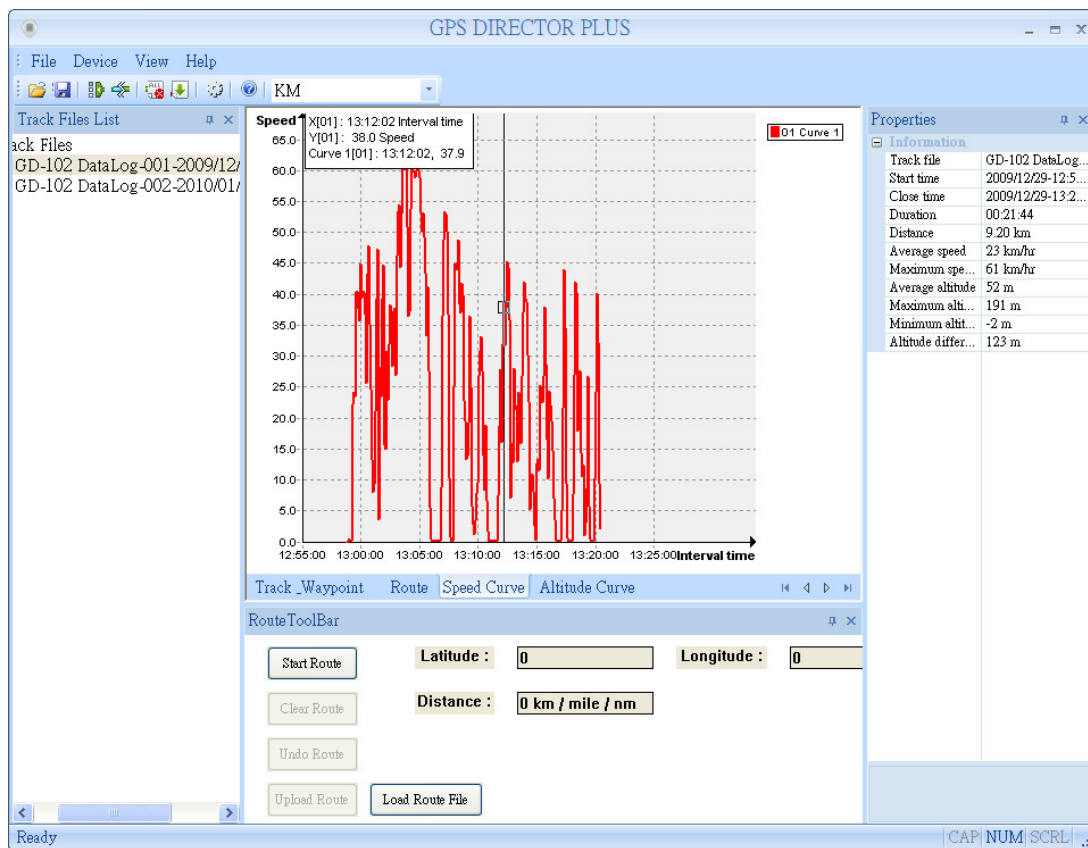 GPS DIRECTOR PLUS
File Device View Help
KM
Track Files List
ack Files
GD-102 DataLog-001-2009/12/
GD-102 DataLog-002-2010/01/
Speed
X[01] : 13:12:02 Interval time
Y[01] : 38.0 Speed
Curve 1[01] : 13:12:02, 37.9
01 Curve 1
65.0
60.0
55.0
50.0
45.0
40.0
35.0
30.0
25.0
20.0
15.0
10.0
5.0
0.0
12:55:00 13:00:00 13:05:00 13:10:00 13:15:00 13:20:00 13:25:00 Interval time
Track _Waypoint Route Speed Curve Altitude Curve
RouteToolBar
Start Route
Latitude : 0
Longitude : 0
Clear Route
Distance : 0 km / mile / nm
Undo Route
Upload Route
Load Route File
Properties
Information
Track file GD-102 DataLog...
Start time 2009/12/29-12:5...
Close time 2009/12/29-13:2...
Duration 00:21:44
Distance 9.20 km
Average speed 23 km/hr
Maximum spe... 61 km/hr
Average altitude 52 m
Maximum alti... 191 m
Minimum altit... -2 m
Altitude differ... 123 m
Ready
CAP NUM SCRL